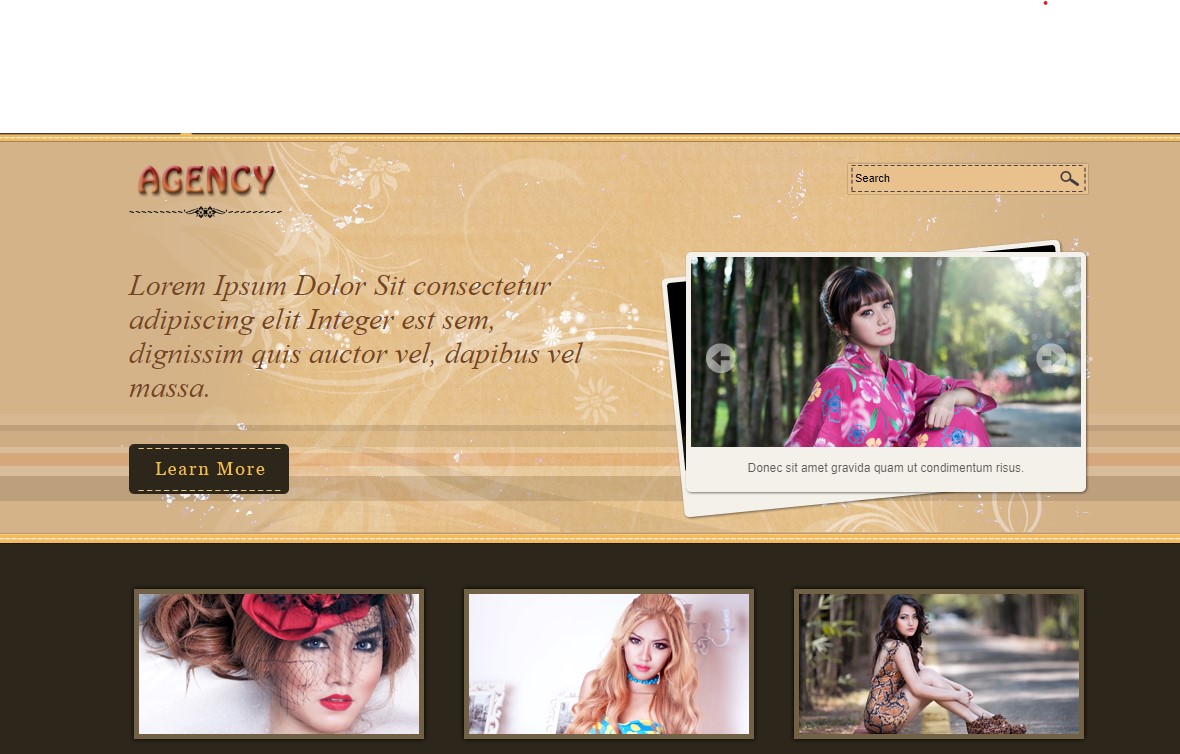 AGENCY
Search
Lorem Ipsum Dolor Sit consectetur
adipiscing elit Integer est sem,
dignissim quis auctor vel, dapibus vel
massa.
Learn More
Donec sit amet gravida quam ut condimentum risus.